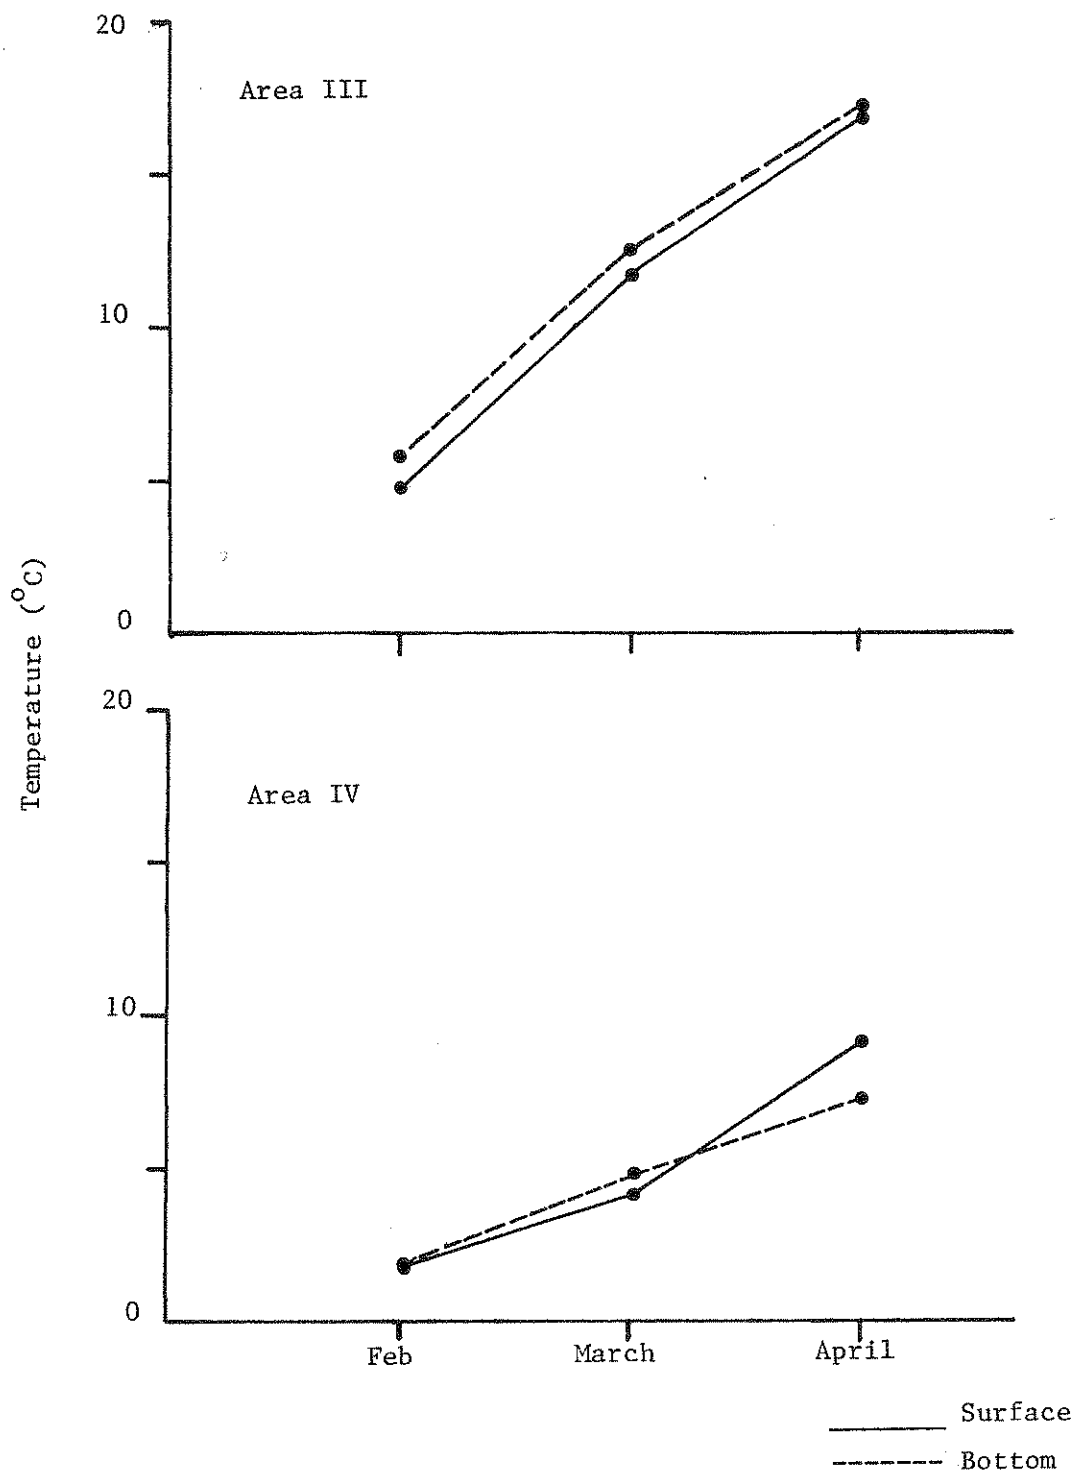 20
Area III
10
0
Temperature (°C)
20
Area IV
10
0
Feb March April
Surface
Bottom